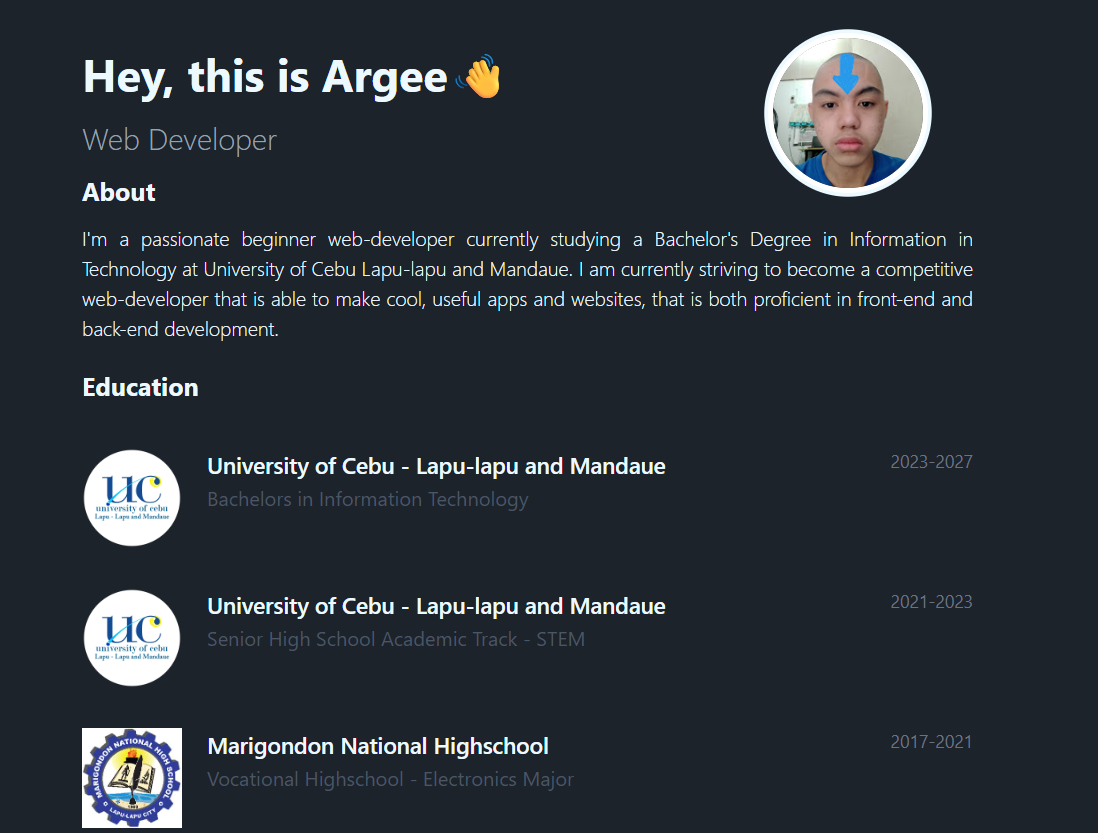 Hey, this is Argee👋
Web Developer
About
I'm a passionate beginner web-developer currently studying a Bachelor's Degree in Information in
Technology at University of Cebu Lapu-lapu and Mandaue. I am currently striving to become a competitive
web-developer that is able to make cool, useful apps and websites, that is both proficient in front-end and
back-end development.
Education
UC
university of cebu
Lapu - Lapu and Mandaue
University of Cebu - Lapu-lapu and Mandaue
2023-2027
Bachelors in Information Technology
UC
university of cebu
Lapu - Lapu and Mandaue
University of Cebu - Lapu-lapu and Mandaue
2021-2023
Senior High School Academic Track - STEM
MARIGONDON NATIONAL HIGH SCHOOL
LAPU-LAPU CITY
Marigondon National Highschool
2017-2021
Vocational Highschool - Electronics Major